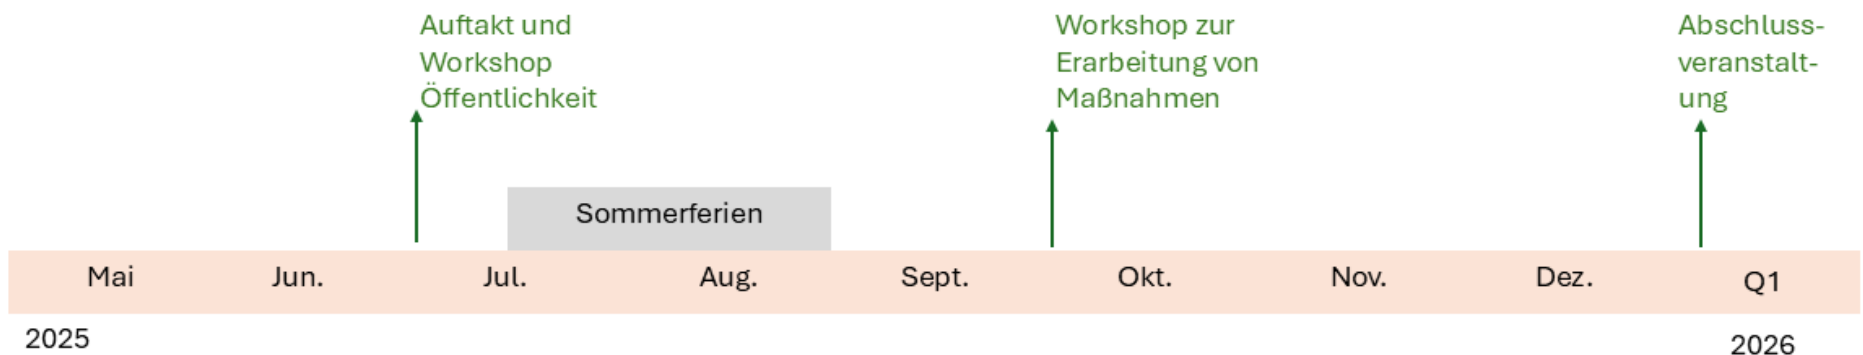 Auftakt und
Workshop
Öffentlichkeit
Workshop zur
Erarbeitung von
Maßnahmen
Abschluss-
veranstalt-
ung
Sommerferien
Mai Jun. Jul. Aug. Sept. Okt. Nov. Dez. Q1
2025 2026